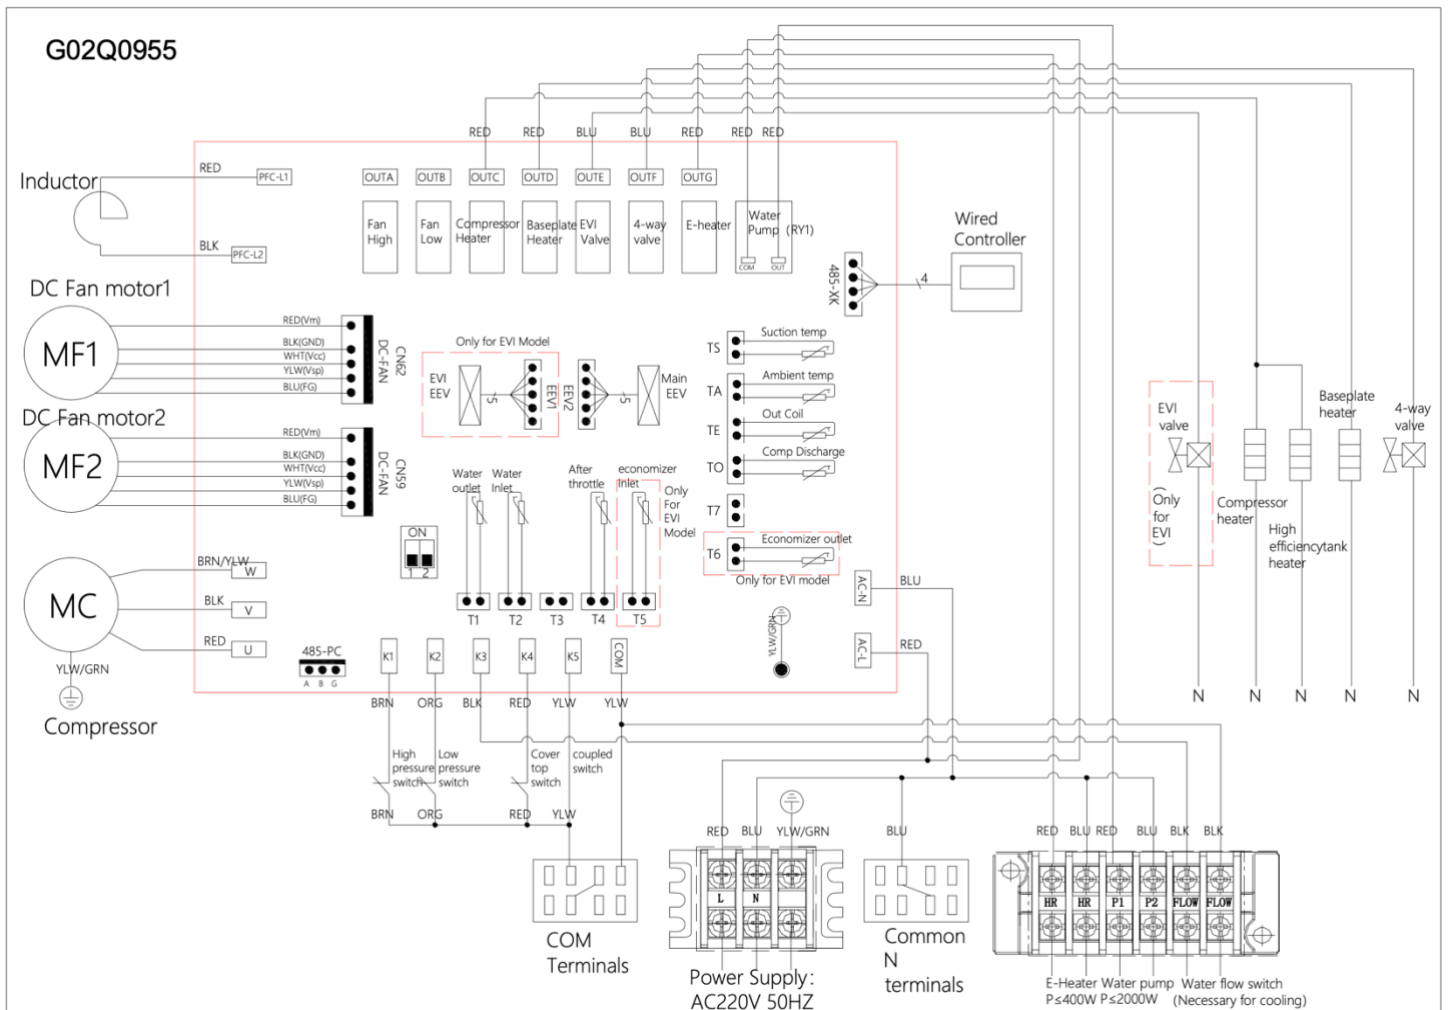 G02Q0955
RED
RED
BLU
BLU
RED
RED
RED
RED
PFC-L1
Inductor
BLK
PFC-L2
OUTA
OUTB
OUTC
OUTD
OUTE
OUTF
OUTG
Fan
High
Fan
Low
Compressor
Heater
Baseplate
Heater
EVI
Valve
4-way
valve
E-heater
Water
Pump (RY1)
COM
OUT
Wired
Controller
485-XK
4
DC Fan motor1
MF1
RED(Vm)
BLK(GND)
WHT(Vcc)
YLW(Vsp)
BLU(FG)
CN62
DC-FAN
DC Fan motor2
MF2
RED(Vm)
BLK(GND)
WHT(Vcc)
YLW(Vsp)
BLU(FG)
CN59
DC-FAN
Only for EVI Model
EVI
EEV
5
EEV1
EEV2
5
Main
EEV
TS
Suction temp
TA
Ambient temp
TE
Out Coil
TO
Comp Discharge
T7
T6
Economizer outlet
Only for EVI model
Water
outlet
Water
Inlet
After
throttle
economizer
Inlet
Only
For
EVI
Model
ON
1 2
T1
T2
T3
T4
T5
MC
BRN/YLW
W
BLK
V
RED
U
YLW/GRN
Compressor
485-PC
A B G
K1
K2
K3
K4
K5
COM
YLW/GRN
AC-N
BLU
AC-L
RED
BRN
ORG
BLK
RED
YLW
YLW
High
pressure
switch
Low
pressure
switch
Cover
top
switch
coupled
switch
BRN
ORG
RED
YLW
COM
Terminals
RED
BLU
YLW/GRN
L
N
Power Supply:
AC220V 50HZ
BLU
Common
N
terminals
RED
BLU
RED
BLU
BLK
BLK
HR
HR
P1
P2
FLOW
FLOW
E-Heater
P≤400W
Water pump
P≤2000W
Water flow switch
(Necessary for cooling)
EVI
valve
(Only
for
EVI)
Compressor
heater
High
efficiencytank
heater
Baseplate
heater
4-way
valve
N
N
N
N
N